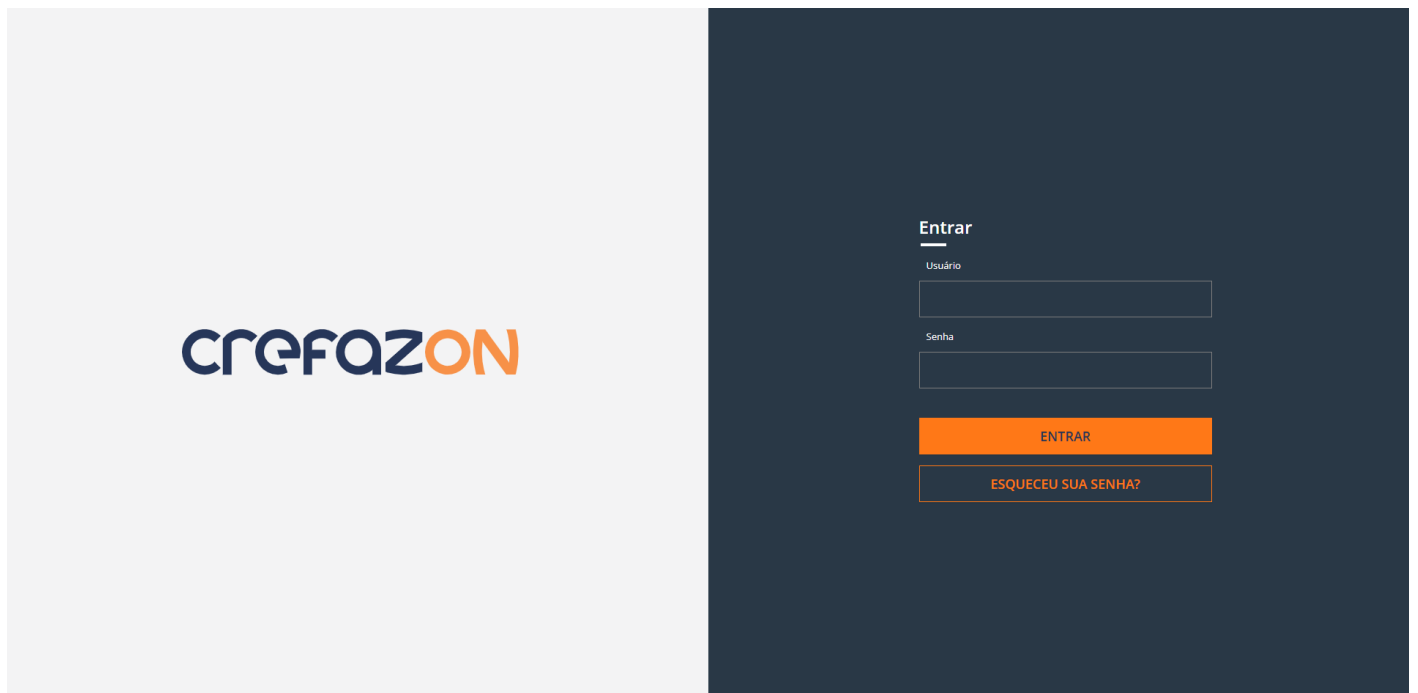 crefazON
Entrar
Usuário
Senha
ENTRAR
ESQUECEU SUA SENHA?